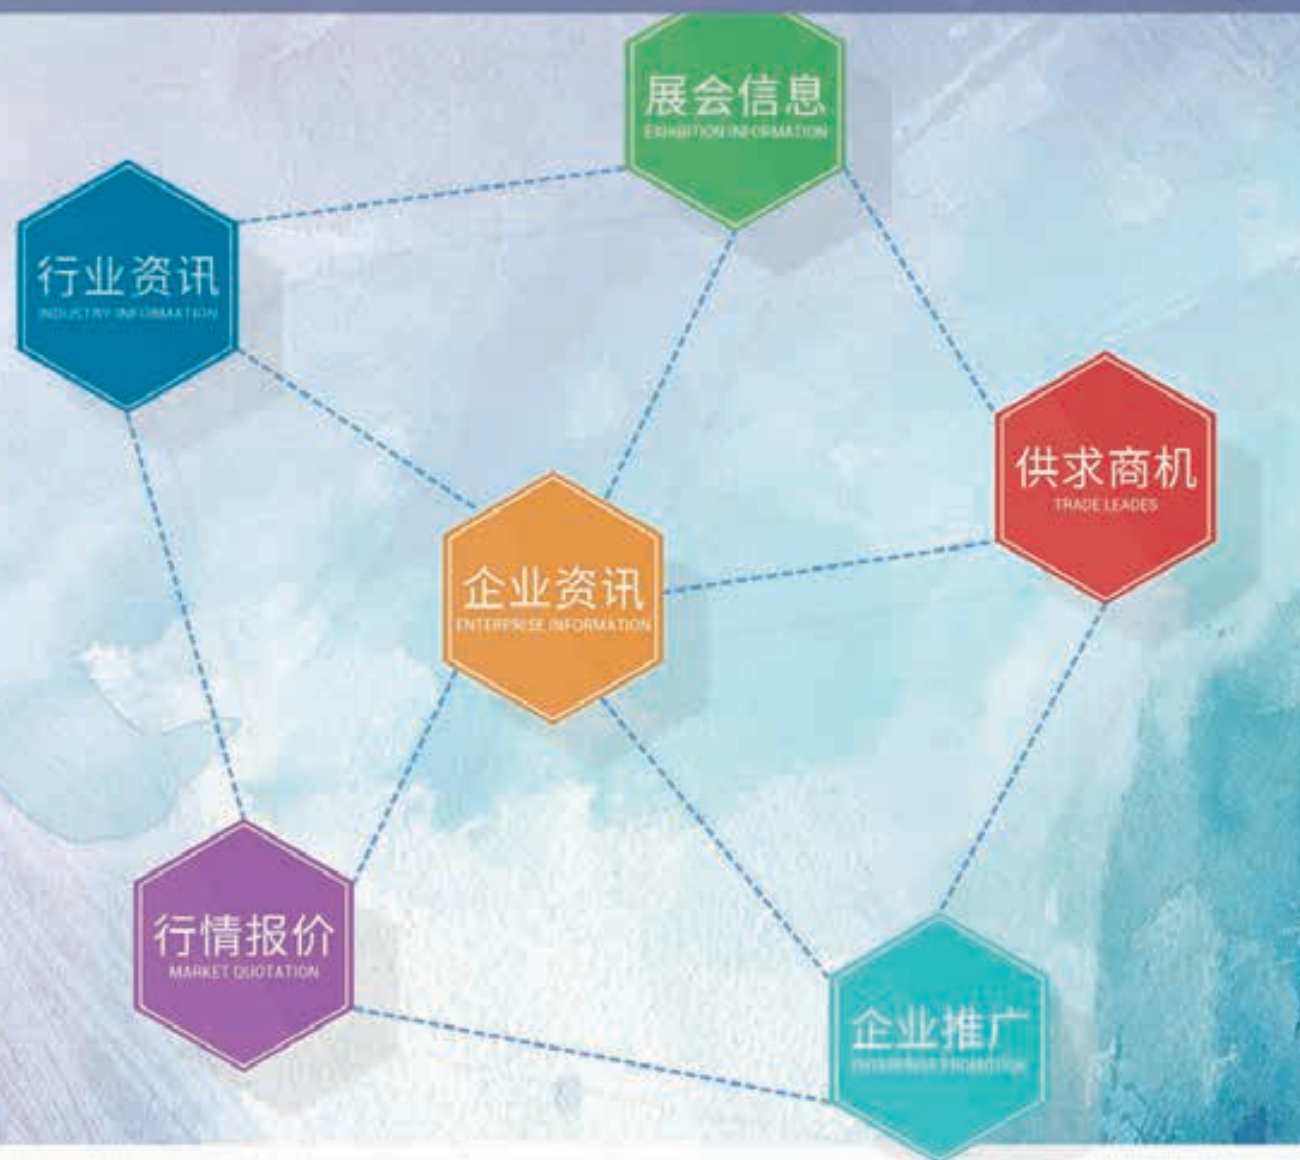 展会信息
EXHIBITION INFORMATION
行业资讯
INDUSTRY INFORMATION
供求商机
TRADE LEADES
企业资讯
ENTERPRISE INFORMATION
行情报价
MARKET QUOTATION
企业推广